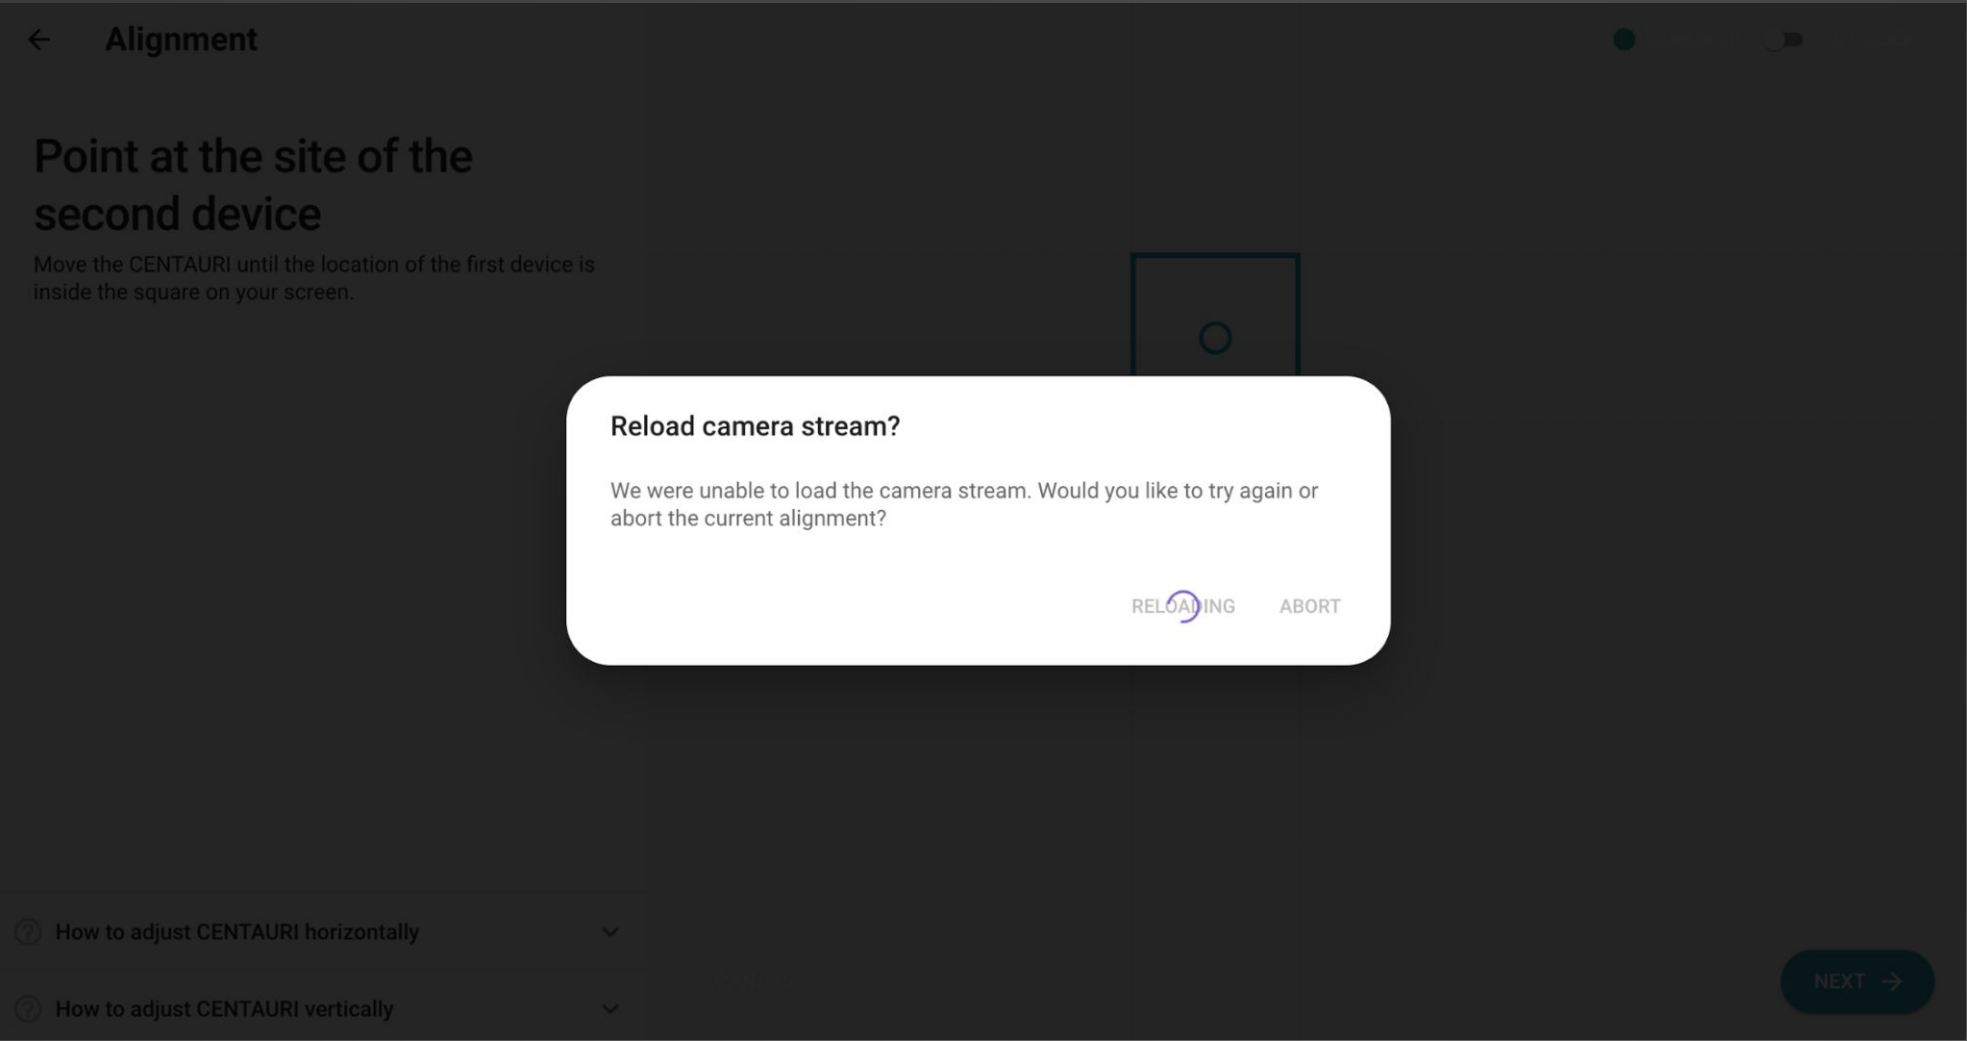 Alignment
Point at the site of the
second device
Move the CENTAURI until the location of the first device is
inside the square on your screen.
Reload camera stream?
We were unable to load the camera stream. Would you like to try again or
abort the current alignment?
RELOADING ABORT
How to adjust CENTAURI horizontally
How to adjust CENTAURI vertically
NEXT